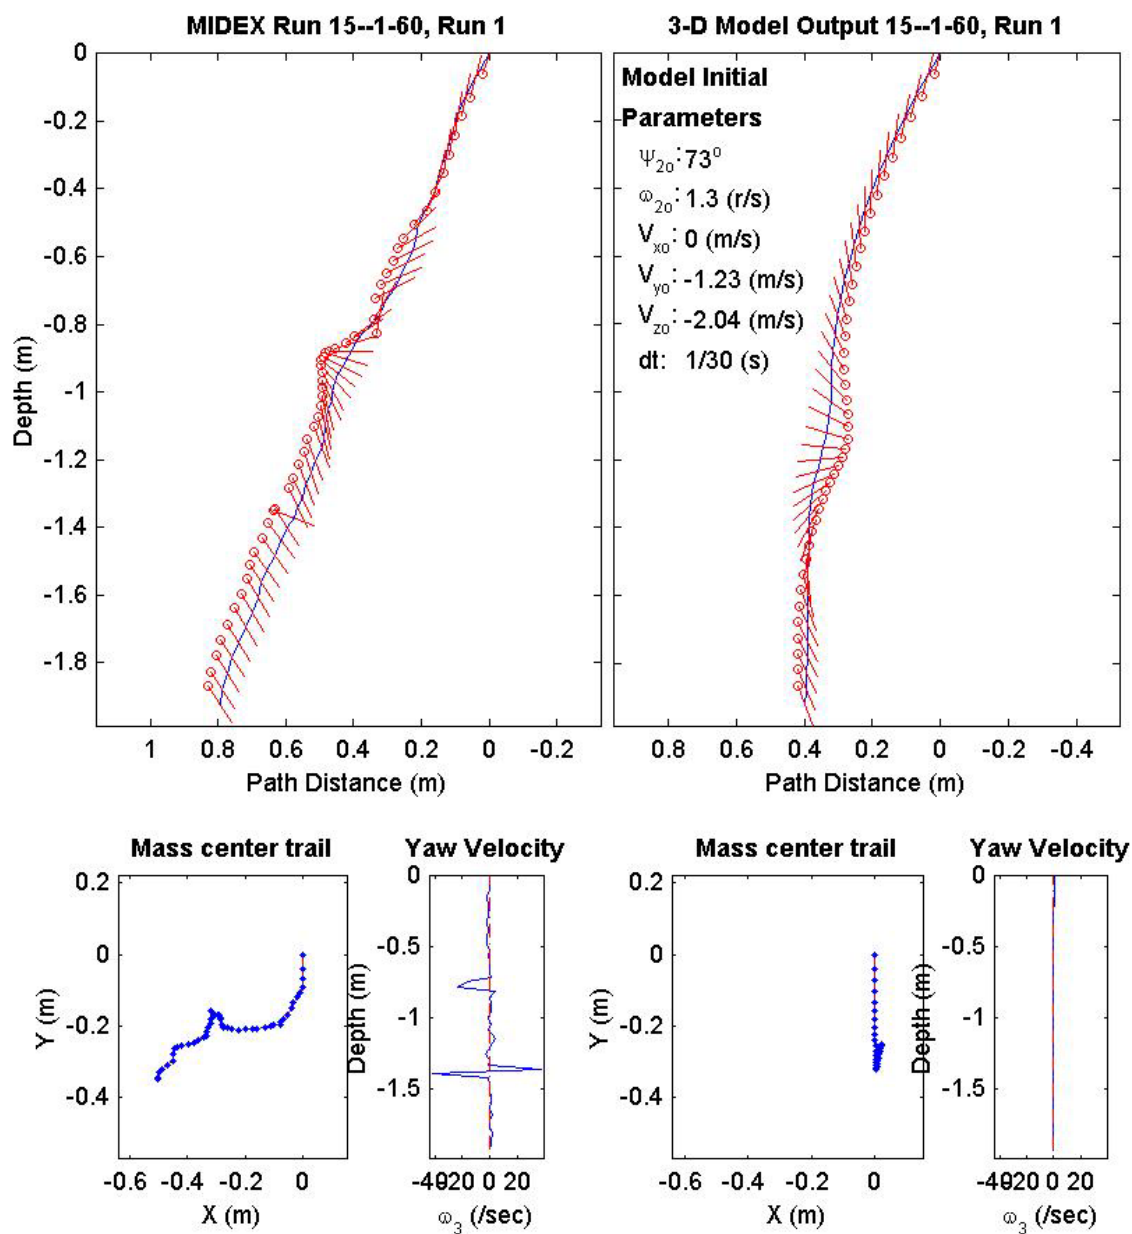 MIDEX Run 15--1-60, Run 1
0
-0.2
-0.4
-0.6
-0.8
-1
-1.2
-1.4
-1.6
-1.8
Depth (m)
1 0.8 0.6 0.4 0.2 0 -0.2
Path Distance (m)
3-D Model Output 15--1-60, Run 1
Model Initial
Parameters
Ψ2o: 73o
ω2o: 1.3 (r/s)
Vxo: 0 (m/s)
Vyo: -1.23 (m/s)
Vzo: -2.04 (m/s)
dt: 1/30 (s)
0.8 0.6 0.4 0.2 0 -0.2 -0.4
Path Distance (m)
Mass center trail
0.2
0
-0.2
-0.4
Y (m)
-0.6 -0.4 -0.2 0
X (m)
Yaw Velocity
0
-0.5
-1
-1.5
Depth (m)
-40 -20 0 20
ω3 (/sec)
Mass center trail
0.2
0
-0.2
-0.4
Y (m)
-0.6 -0.4 -0.2 0
X (m)
Yaw Velocity
0
-0.5
-1
-1.5
Depth (m)
-40 -20 0 20
ω3 (/sec)